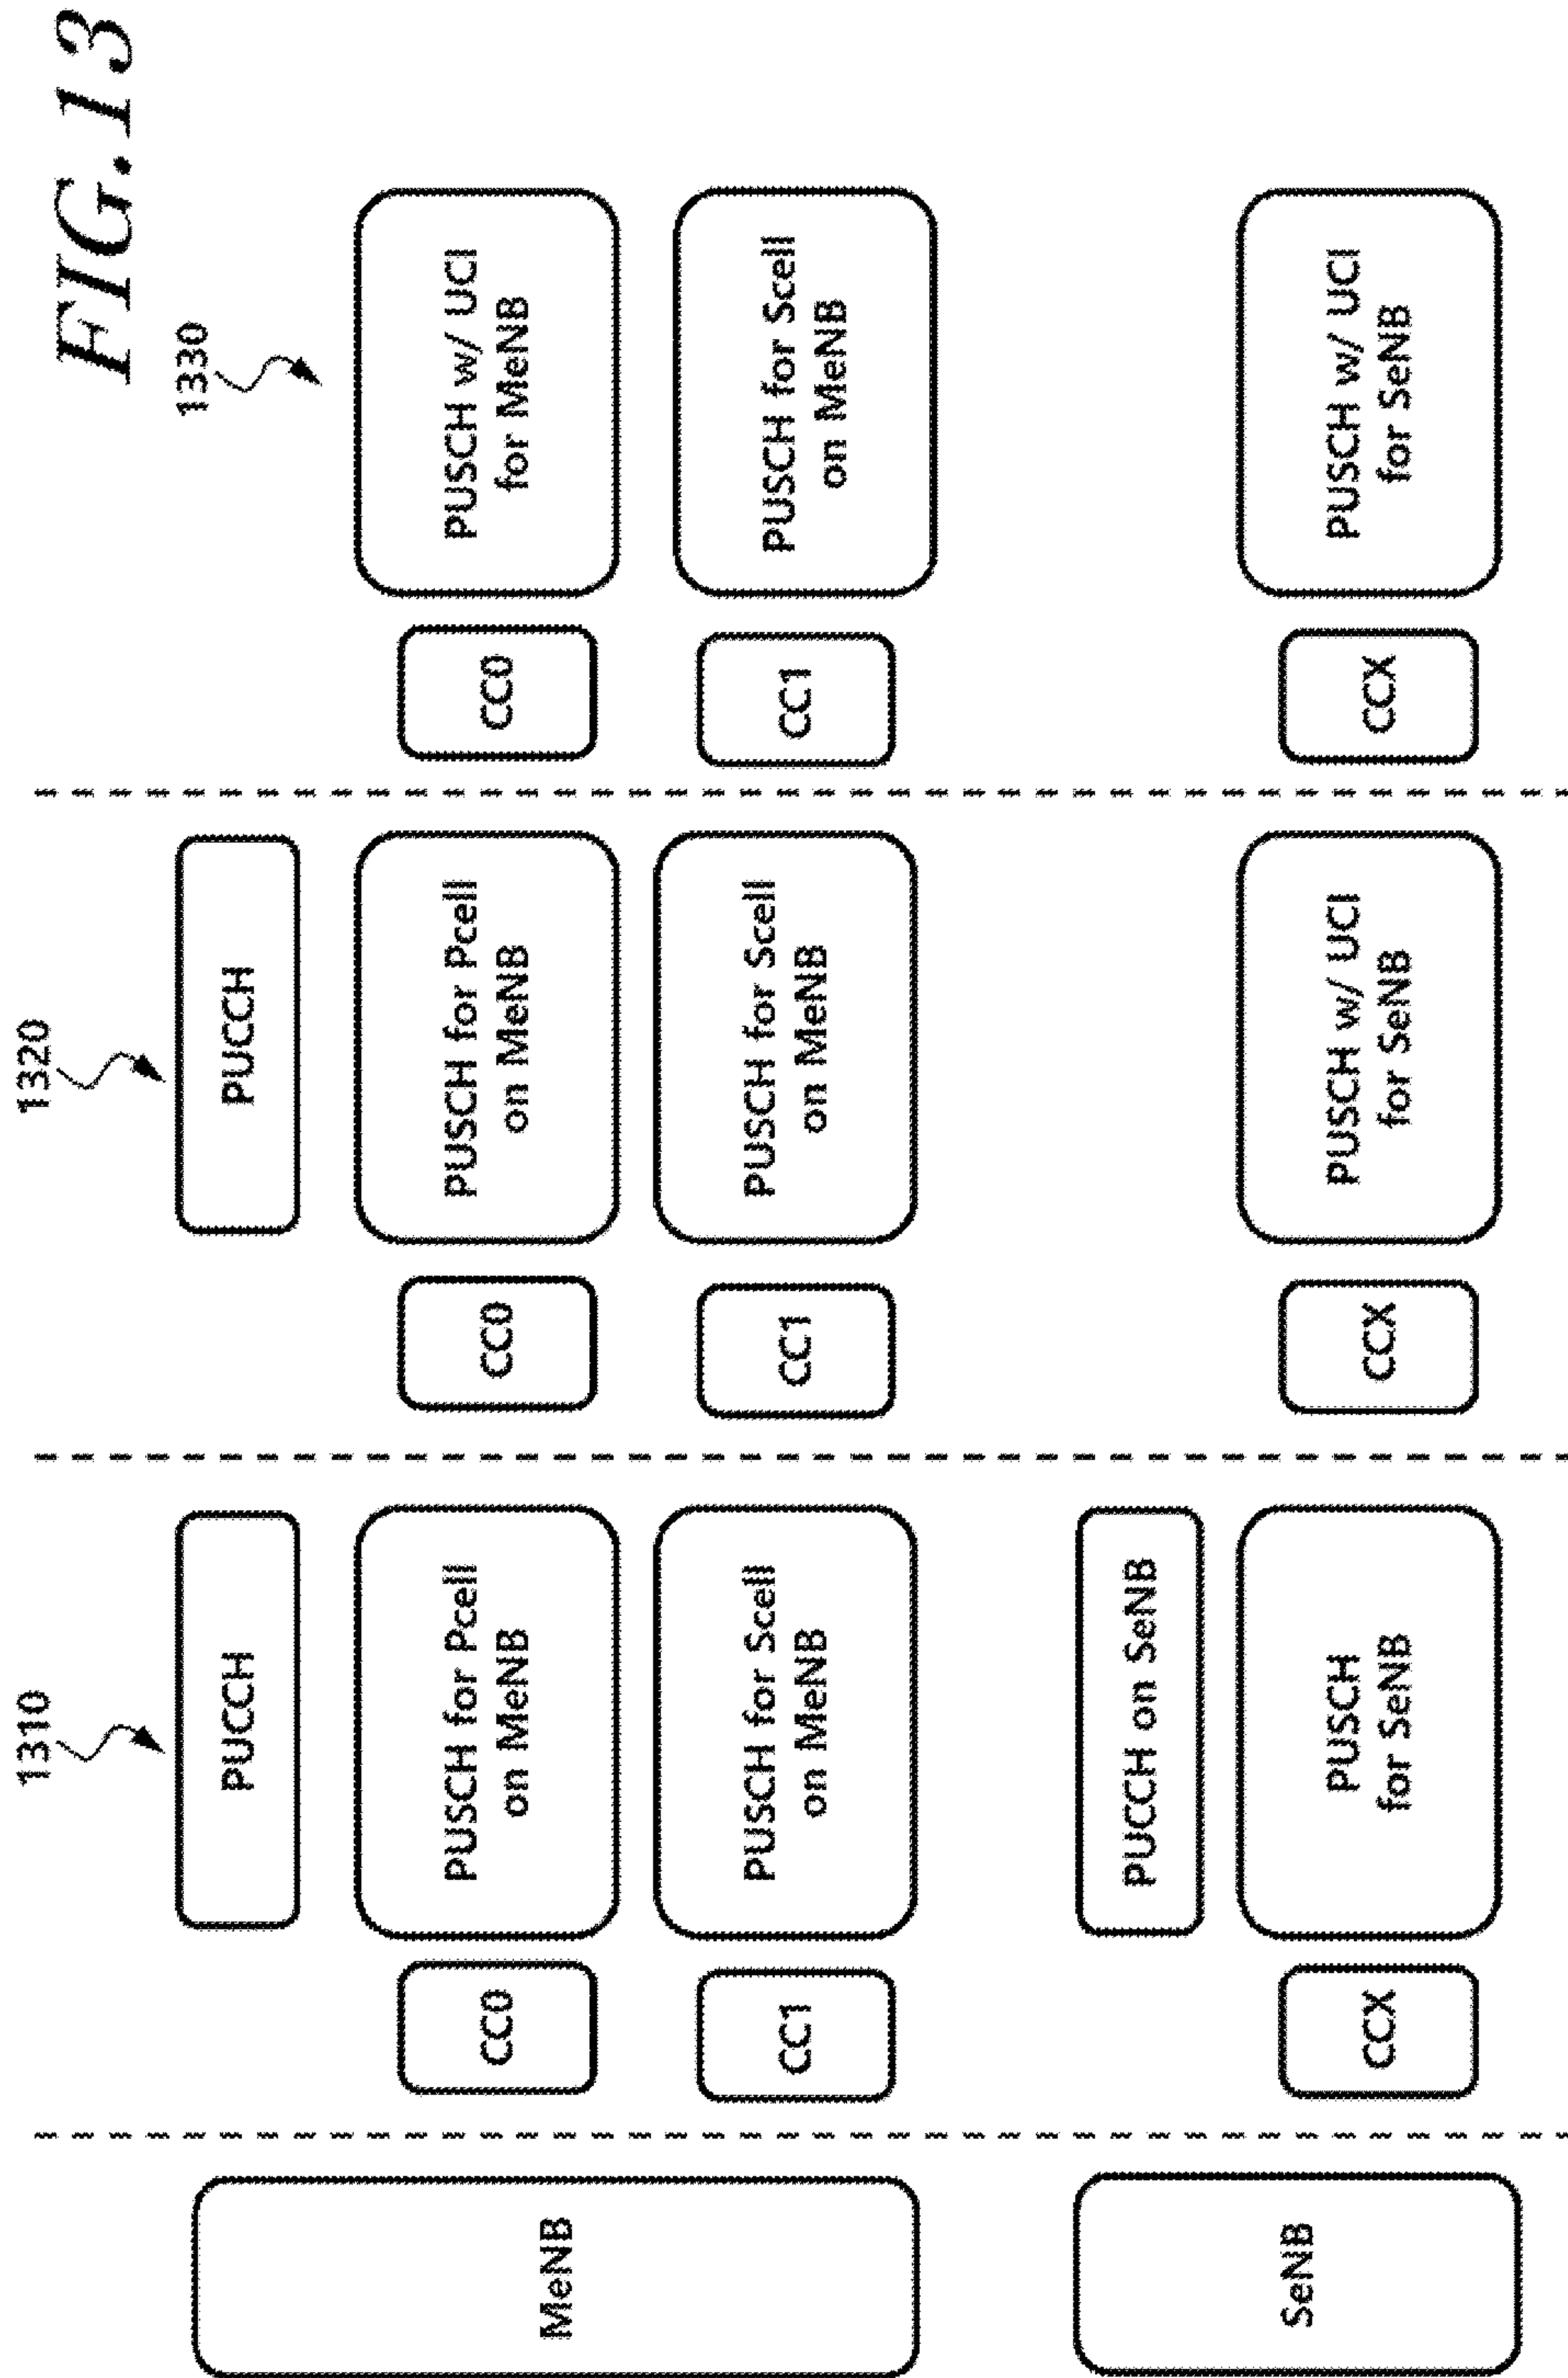 FIG.13
1310
1320
1330
MeNB
PUCCH
CC0
PUSCH for Pcell
on MeNB
CC1
PUSCH for Scell
on MeNB
PUCCH
CC0
PUSCH for Pcell
on MeNB
CC1
PUSCH for Scell
on MeNB
CC0
PUSCH w/ UCI
for MeNB
CC1
PUSCH for Scell
on MeNB
SeNB
PUCCH on SeNB
CCX
PUSCH
for SeNB
CCX
PUSCH w/ UCI
for SeNB
CCX
PUSCH w/ UCI
for SeNB